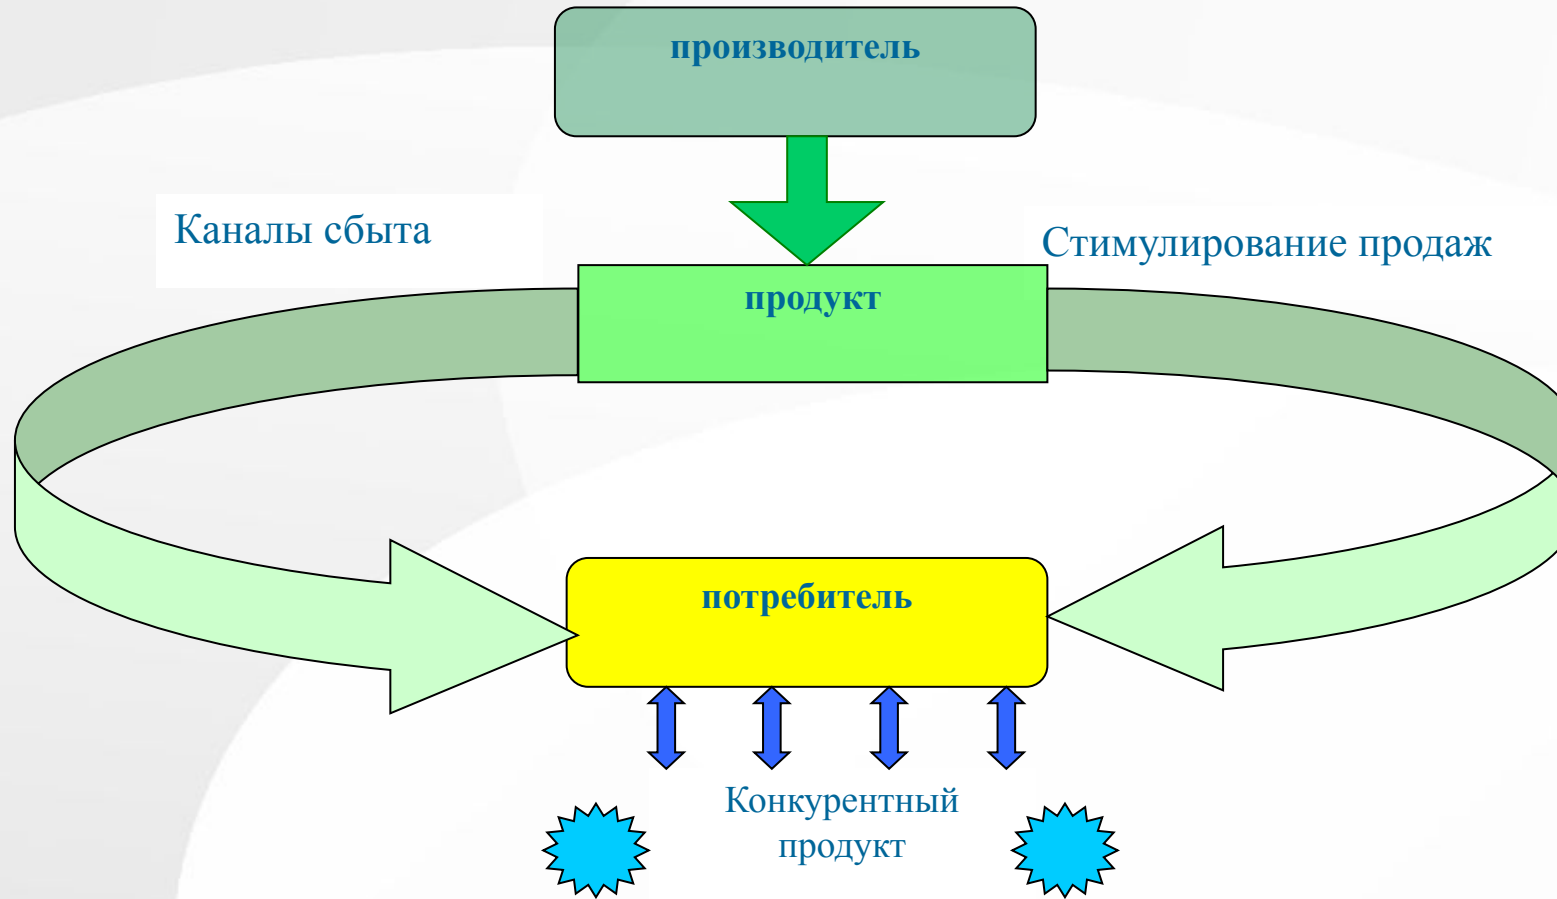 производитель
Каналы сбыта
Стимулирование продаж
продукт
потребитель
Конкурентный
продукт